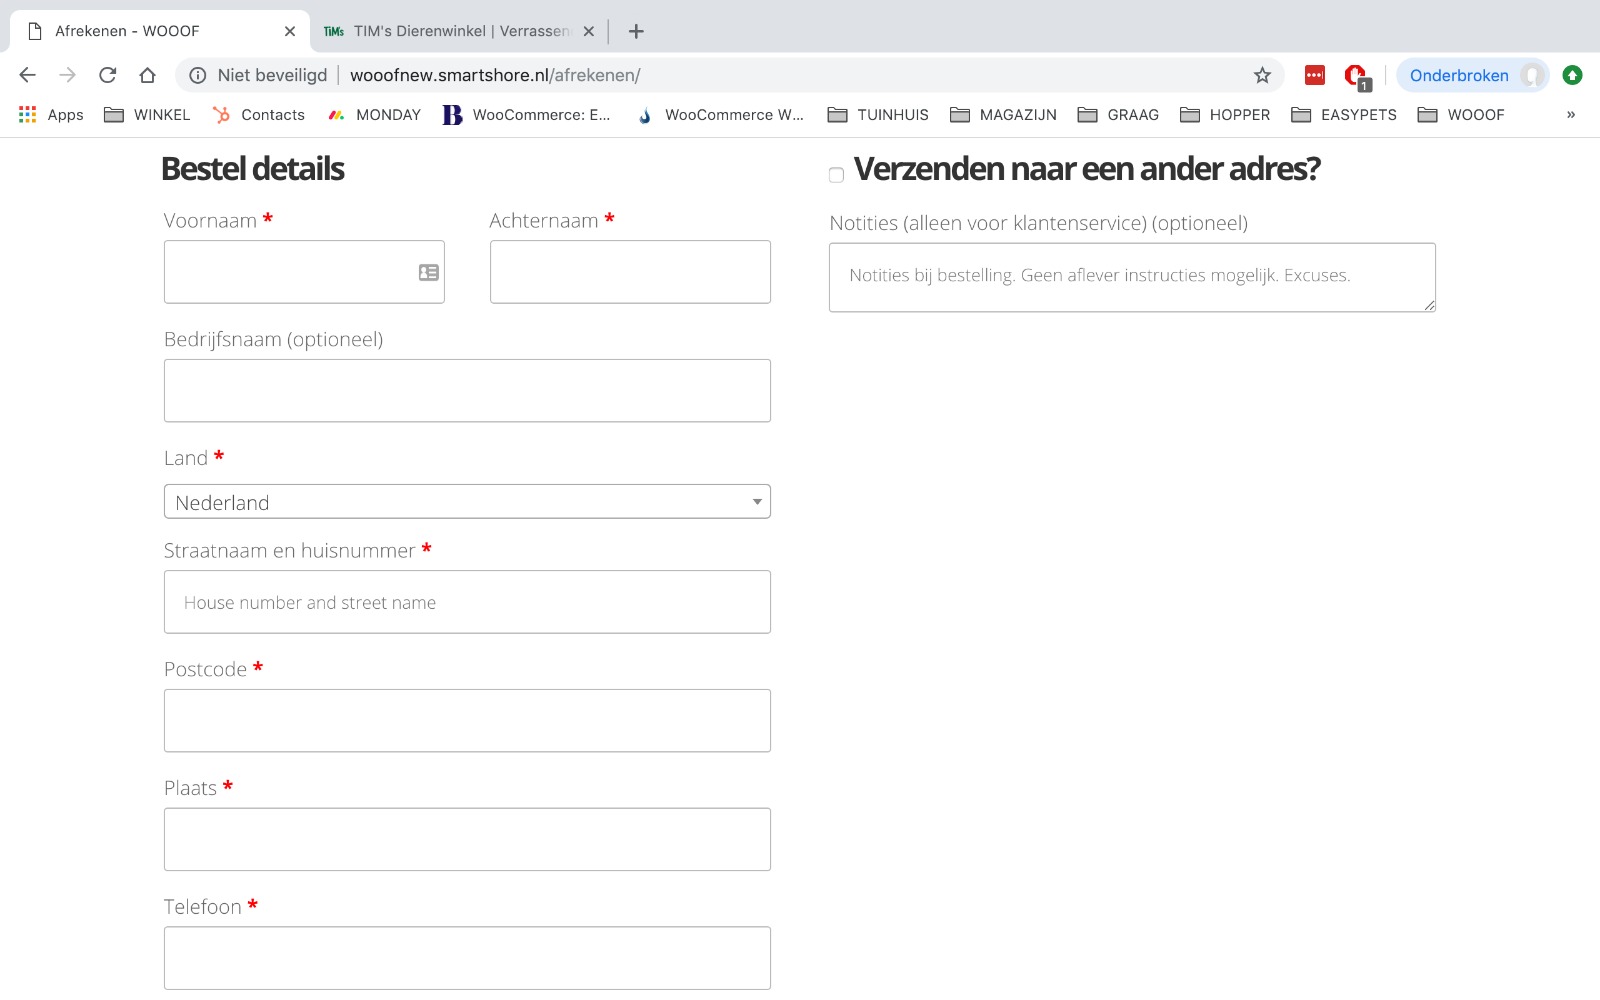 Afrekenen - WOOOF
TiMs TIM's Dierenwinkel | Verrassen
Niet beveiligd wooofnew.smartshore.nl/afrekenen/
1
Onderbroken
Apps WINKEL Contacts MONDAY B WooCommerce: E... WooCommerce W... TUINHUIS MAGAZIJN GRAAG HOPPER EASYPETS WOOOF »
Bestel details
Voornaam *
Achternaam *
Bedrijfsnaam (optioneel)
Land *
Nederland
Straatnaam en huisnummer *
House number and street name
Postcode *
Plaats *
Telefoon *
Verzenden naar een ander adres?
Notities (alleen voor klantenservice) (optioneel)
Notities bij bestelling. Geen aflever instructies mogelijk. Excuses.